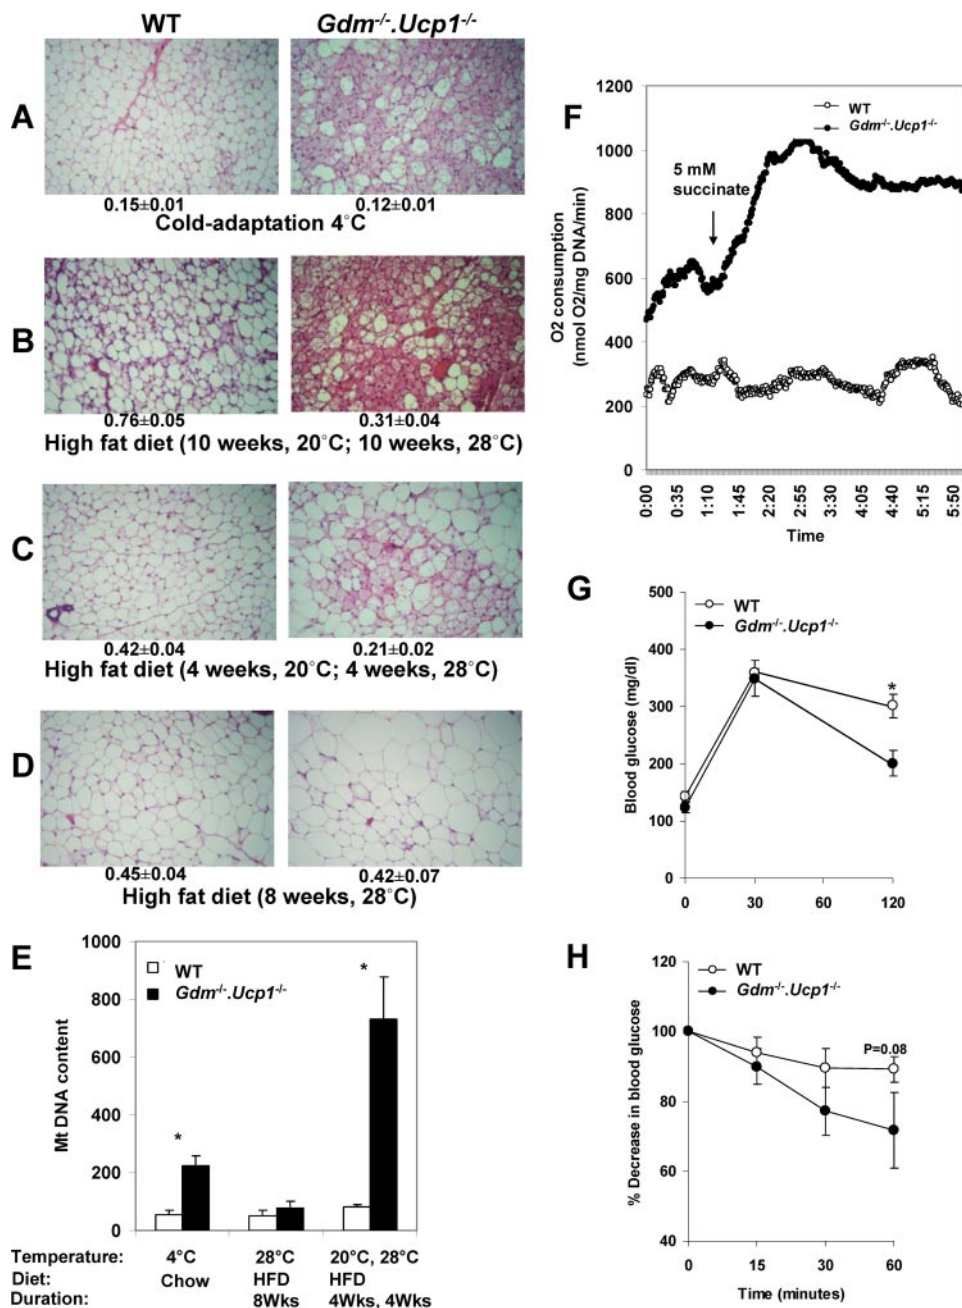 WT
Gdm-/-.Ucp1-/-
A
0.15±0.01
0.12±0.01
Cold-adaptation 4°C
B
0.76±0.05
0.31±0.04
High fat diet (10 weeks, 20°C; 10 weeks, 28°C)
C
0.42±0.04
0.21±0.02
High fat diet (4 weeks, 20°C; 4 weeks, 28°C)
D
0.45±0.04
0.42±0.07
High fat diet (8 weeks, 28°C)
E
Mt DNA content
1000
800
600
400
200
0
WT
Gdm-/-.Ucp1-/-
*
*
Temperature: 4°C 28°C 20°C, 28°C
Diet: Chow HFD HFD
Duration: 8Wks 4Wks, 4Wks
F
O2 consumption
(nmol O2/mg DNA/min)
1200
1000
800
600
400
200
0
WT
Gdm-/-.Ucp1-/-
5 mM
succinate
0:00 0:35 1:10 1:45 2:20 2:55 3:30 4:05 4:40 5:15 5:50
Time
G
Blood glucose (mg/dl)
500
400
300
200
100
0
WT
Gdm-/-.Ucp1-/-
*
0 30 60 120
H
% Decrease in blood glucose
120
100
80
60
40
WT
Gdm-/-.Ucp1-/-
P=0.08
0 15 30 60
Time (minutes)